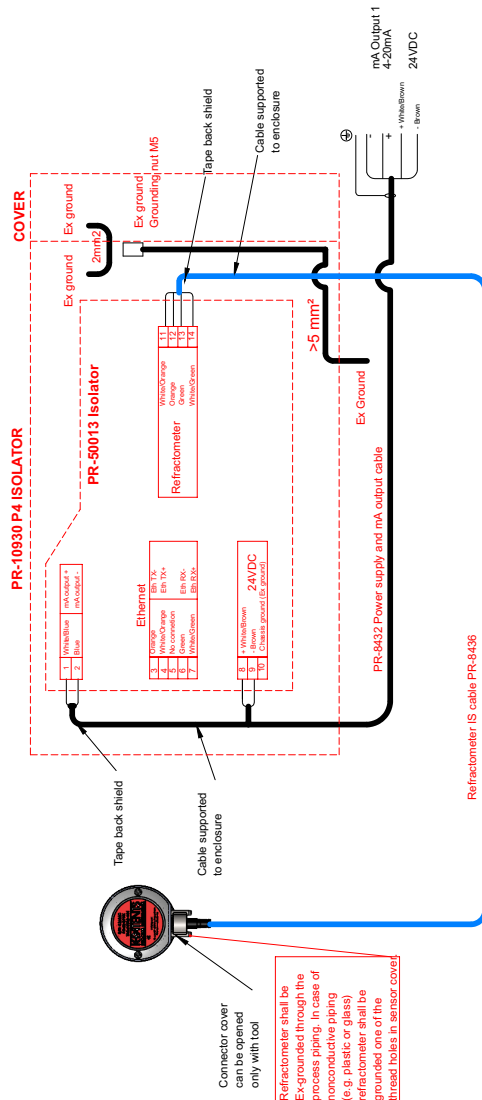 PR-10930 P4 ISOLATOR
COVER
PR-50013 Isolator
Ex ground
Ex ground
2mm2
Ex ground
Grounding nut M5
Tape back shield
Cable supported
to enclosure
mA Output 1
4-20mA
24VDC
-
+
+ White/Brown
- Brown
1 White/Blue mA output +
2 Blue mA output -
Ethernet
3 Orange Eth TX-
4 White/Orange Eth TX+
5 No connetion
6 Green Eth RX-
7 White/Green Eth RX+
8 + White/Brown
9 - Brown
24VDC
10 Chassis ground (Ex ground)
White/Orange 11
Orange 12
Green 13
White/Green 14
Refractometer
>5 mm²
Ex Ground
PR-8432 Power supply and mA output cable
Refractometer IS cable PR-8436
Tape back shield
Cable supported
to enclosure
Connector cover
can be opened
only with tool
Refractometer shall be
Ex-grounded through the
process piping. In case of
nonconductive piping
(e.g. plastic or glass)
refractometer shall be
grounded one of the
thread holes in sensor cover.